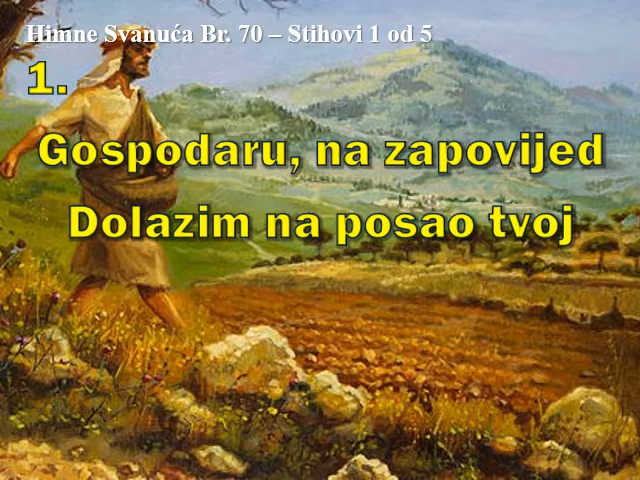 Himne Svanuća Br. 70 – Stihovi 1 od 5
1.
Gospodaru, na zapovijed
Dolazim na posao tvoj